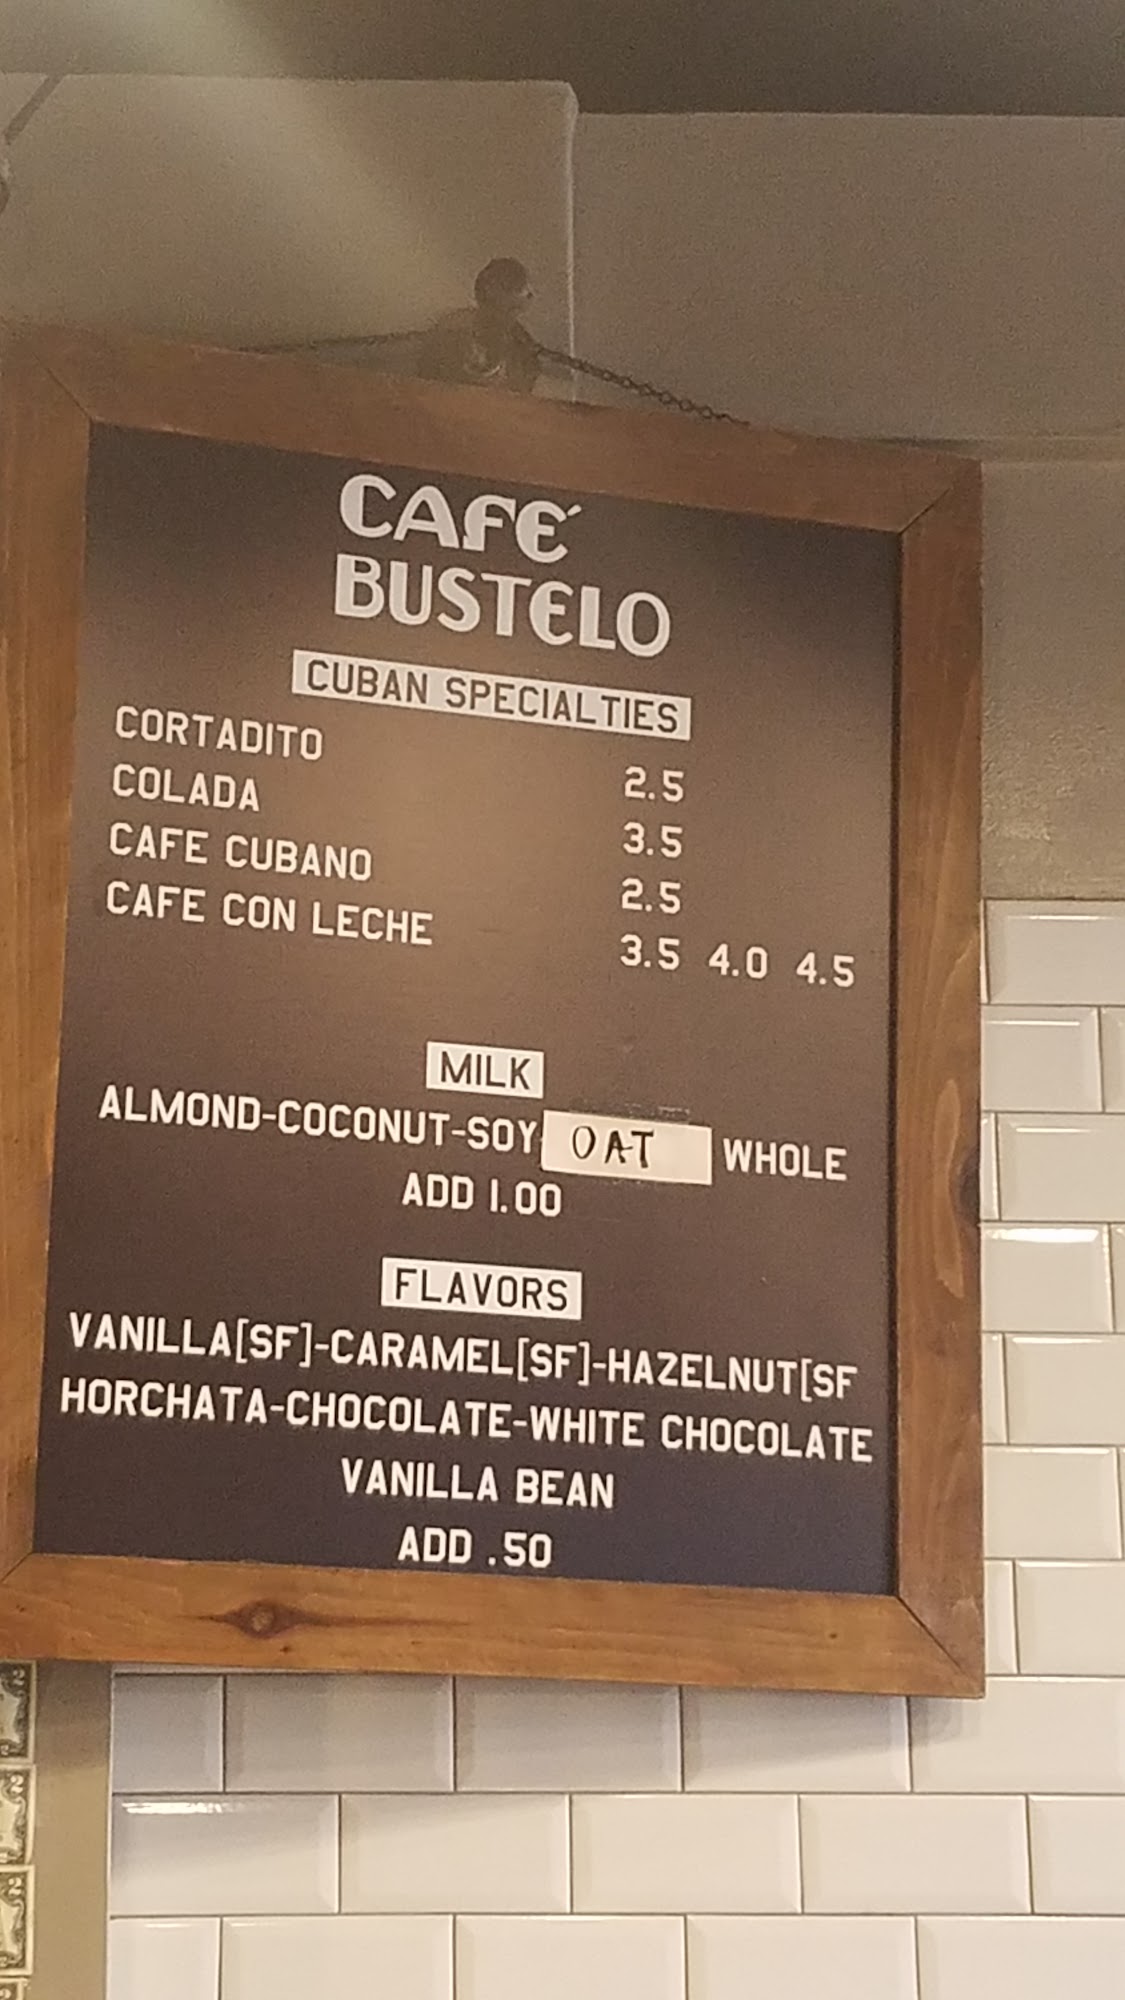 CAFÉ
BUSTELO
CUBAN SPECIALTIES
CORTADITO 2.5
COLADA 3.5
CAFE CUBANO 2.5
CAFE CON LECHE 3.5 4.0 4.5
MILK
ALMOND-COCONUT-SOY OAT WHOLE
ADD 1.00
FLAVORS
VANILLA[SF]-CARAMEL[SF]-HAZELNUT[SF
HORCHATA-CHOCOLATE-WHITE CHOCOLATE
VANILLA BEAN
ADD .50